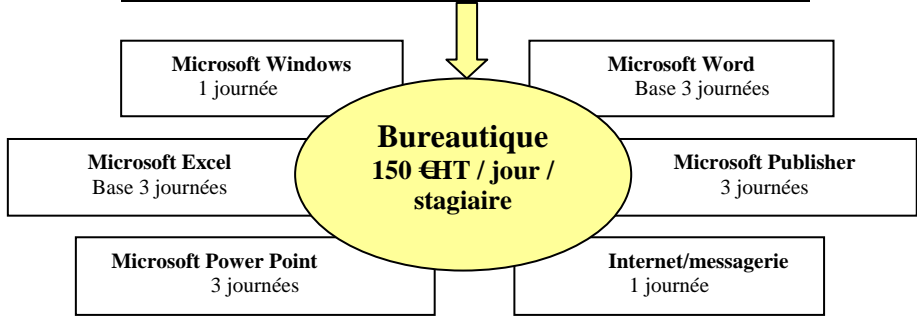 Microsoft Windows
1 journée
Microsoft Word
Base 3 journées
Bureautique
150 €HT / jour /
stagiaire
Microsoft Excel
Base 3 journées
Microsoft Publisher
3 journées
Microsoft Power Point
3 journées
Internet/messagerie
1 journée